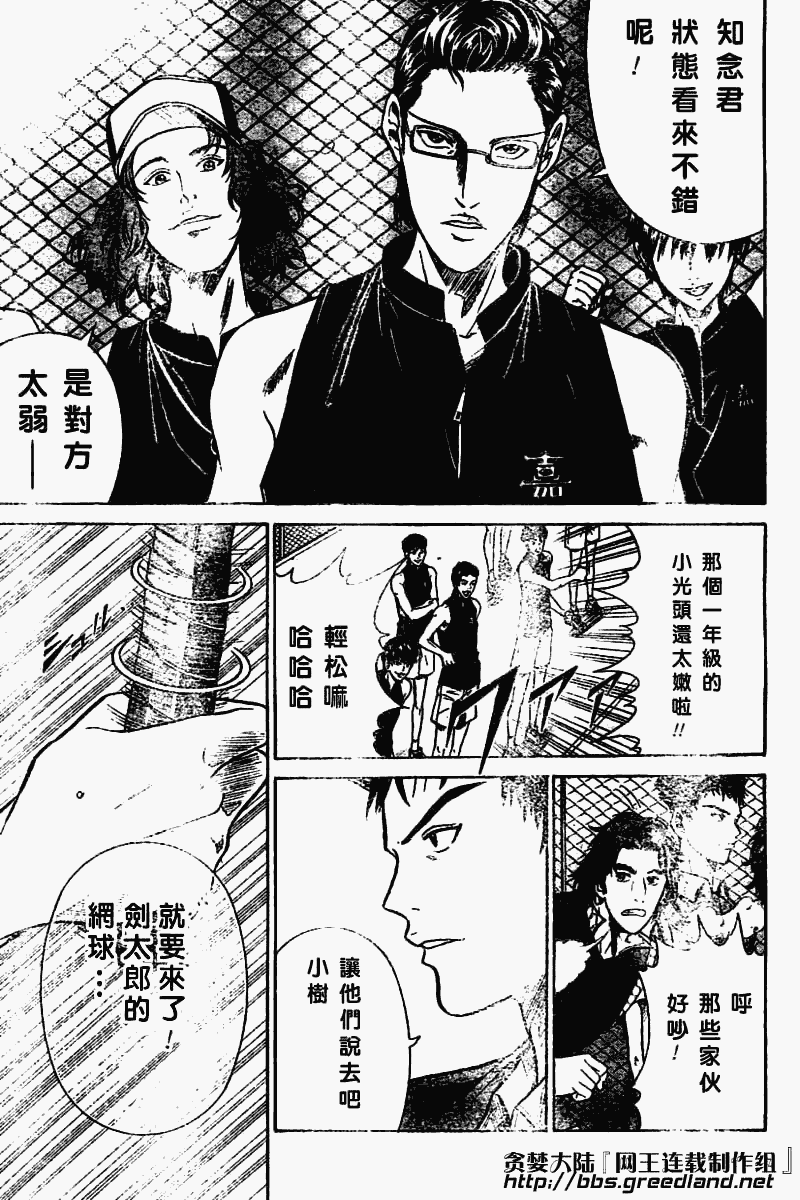 知念君
狀態看來不錯
呢！
是對方
太弱——
嘉
那個一年級的
小光頭還太嫩啦!!
輕松嘛
哈哈哈
呼
那些家伙
好吵！
讓他們說去吧
小樹
就要來了！
劍太郎的
網球…
贪婪大陆『网王连载制作组』
http://bbs.greedland.net